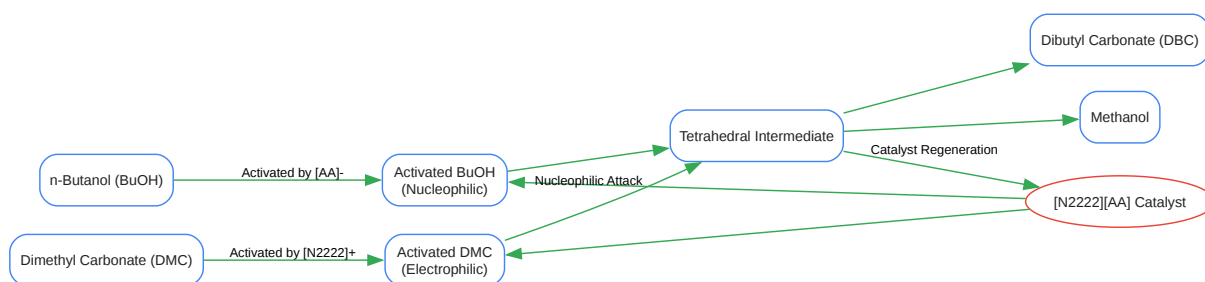 Dibutyl Carbonate (DBC)
Methanol
Tetrahedral Intermediate
Catalyst Regeneration
n-Butanol (BuOH)
Activated by [AA]-
Activated BuOH
(Nucleophilic)
Nucleophilic Attack
[N2222][AA] Catalyst
Dimethyl Carbonate (DMC)
Activated by [N2222]+
Activated DMC
(Electrophilic)